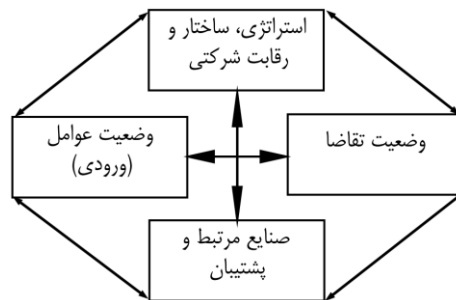 استراتژی، ساختار و
رقابت شرکتی
وضعیت تقاضا
وضعیت عوامل
(ورودی)
صنایع مرتبط و
پشتیبان